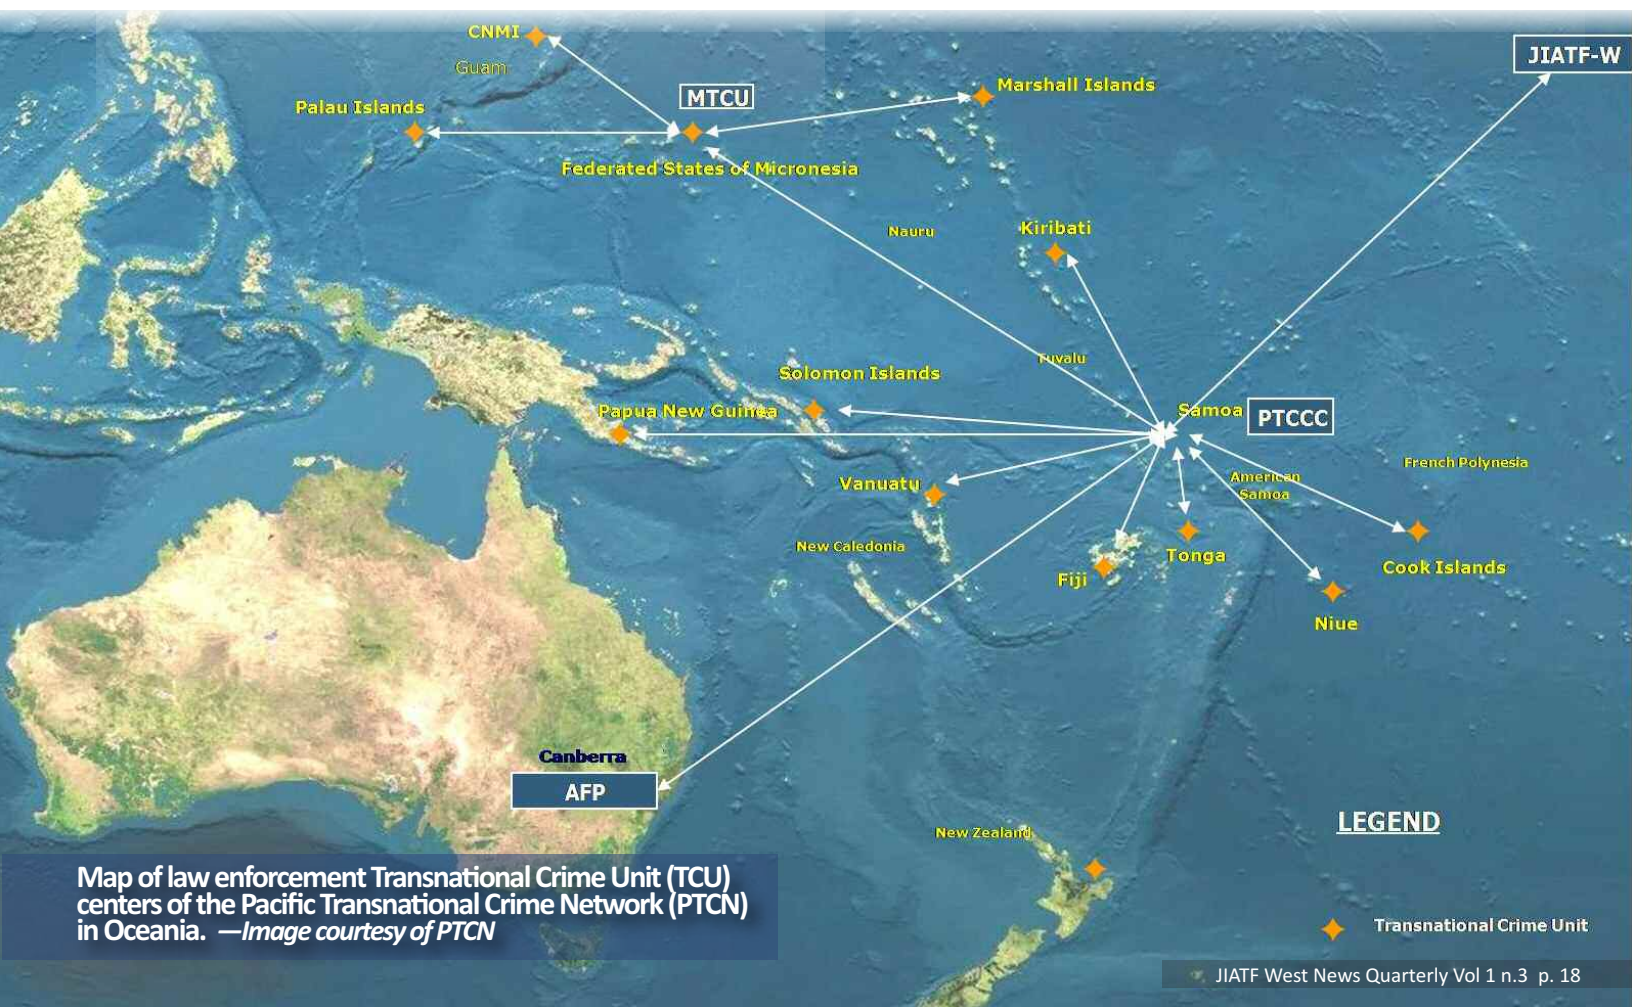 CNMI
JIATF-W
Guam
Marshall Islands
MTCU
Palau Islands
Federated States of Micronesia
Kiribati
Nauru
Tuvalu
Solomon Islands
Papua New Guinea
Samoa
PTCCC
French Polynesia
American
Samoa
Vanuatu
New Caledonia
Tonga
Cook Islands
Fiji
Niue
Canberra
AFP
LEGEND
New Zealand
Transnational Crime Unit
Map of law enforcement Transnational Crime Unit (TCU)
centers of the Pacific Transnational Crime Network (PTCN)
in Oceania. —Image courtesy of PTCN
JIATF West News Quarterly Vol 1 n.3 p. 18